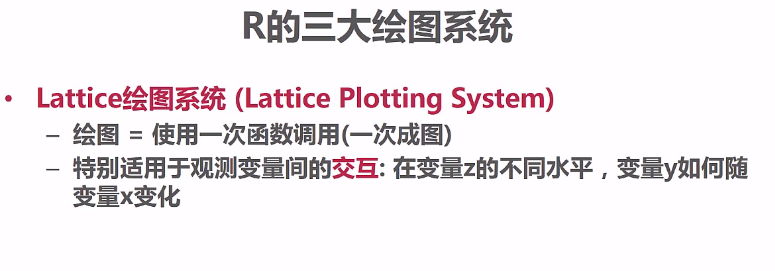 R的三大绘图系统
• Lattice绘图系统 (Lattice Plotting System)
– 绘图 = 使用一次函数调用(一次成图)
– 特别适用于观测变量间的交互: 在变量z的不同水平，变量y如何随
变量x变化